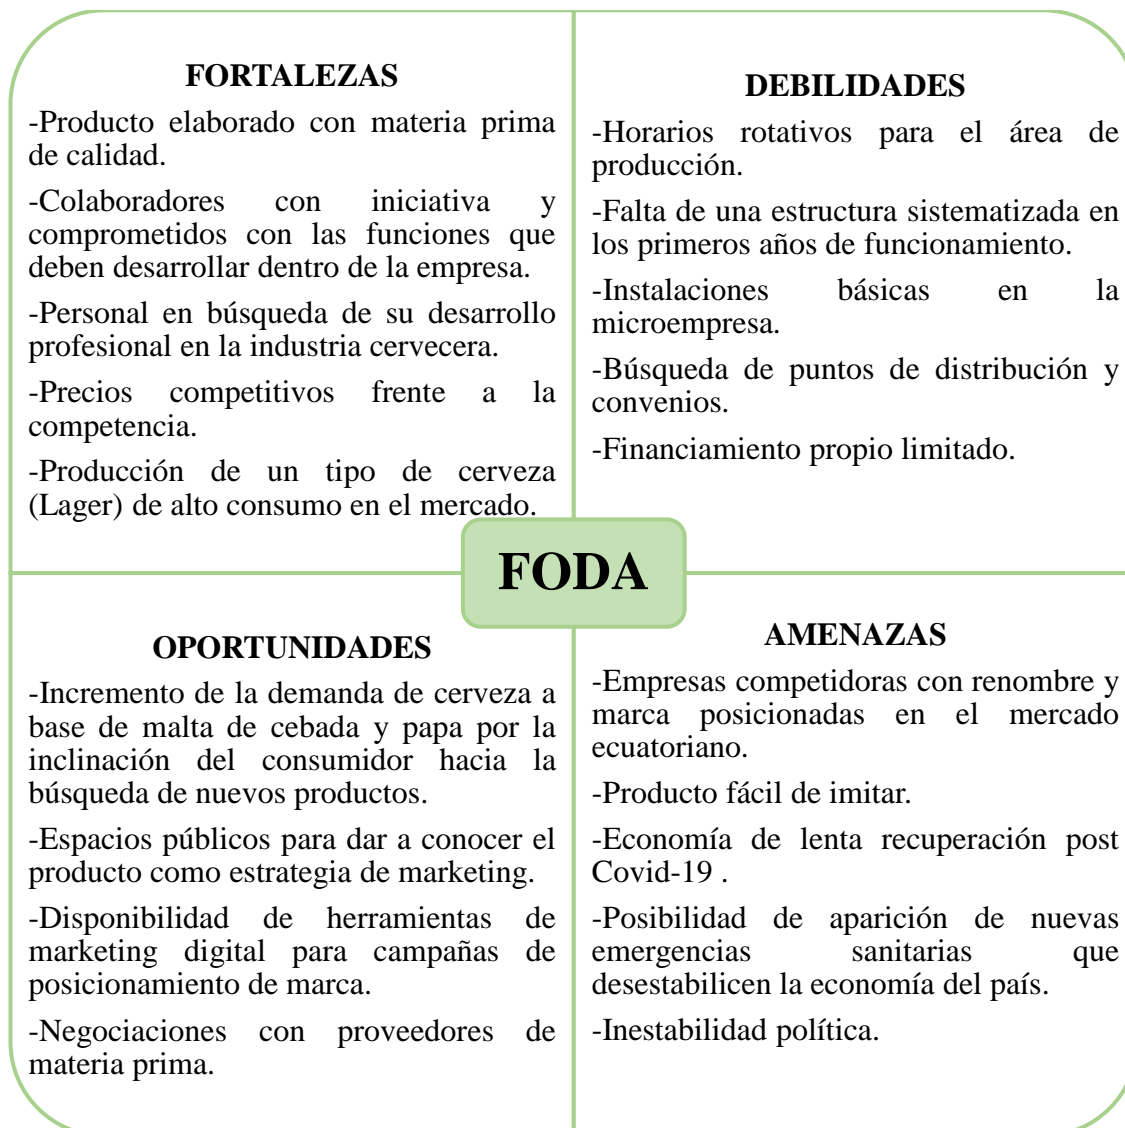 FORTALEZAS
-Producto elaborado con materia prima
de calidad.
-Colaboradores con iniciativa y
comprometidos con las funciones que
deben desarrollar dentro de la empresa.
-Personal en búsqueda de su desarrollo
profesional en la industria cervecera.
-Precios competitivos frente a la
competencia.
-Producción de un tipo de cerveza
(Lager) de alto consumo en el mercado.
DEBILIDADES
-Horarios rotativos para el área de
producción.
-Falta de una estructura sistematizada en
los primeros años de funcionamiento.
-Instalaciones básicas en la
microempresa.
-Búsqueda de puntos de distribución y
convenios.
-Financiamiento propio limitado.
FODA
OPORTUNIDADES
-Incremento de la demanda de cerveza a
base de malta de cebada y papa por la
inclinación del consumidor hacia la
búsqueda de nuevos productos.
-Espacios públicos para dar a conocer el
producto como estrategia de marketing.
-Disponibilidad de herramientas de
marketing digital para campañas de
posicionamiento de marca.
-Negociaciones con proveedores de
materia prima.
AMENAZAS
-Empresas competidoras con renombre y
marca posicionadas en el mercado
ecuatoriano.
-Producto fácil de imitar.
-Economía de lenta recuperación post
Covid-19 .
-Posibilidad de aparición de nuevas
emergencias sanitarias que
desestabilicen la economía del país.
-Inestabilidad política.